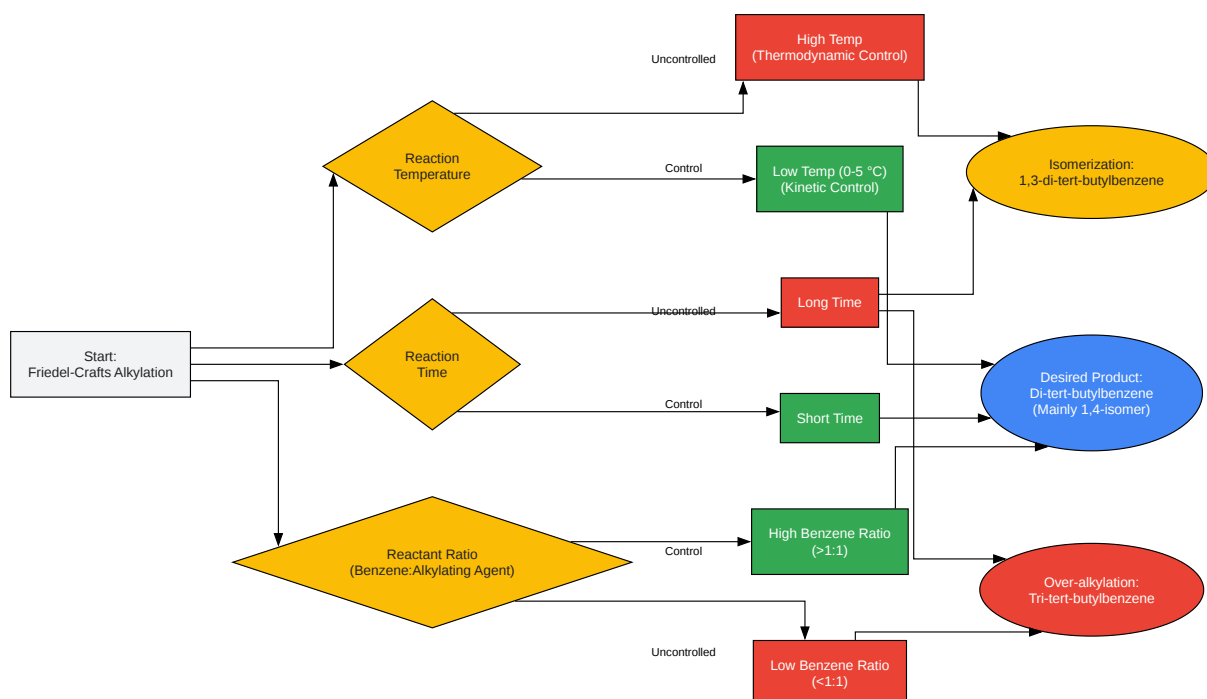 High Temp
(Thermodynamic Control)
Uncontrolled
Reaction
Temperature
Control
Low Temp (0-5 °C)
(Kinetic Control)
Isomerization:
1,3-di-tert-butylbenzene
Start:
Friedel-Crafts Alkylation
Reaction
Time
Uncontrolled
Long Time
Control
Short Time
Desired Product:
Di-tert-butylbenzene
(Mainly 1,4-isomer)
Reactant Ratio
(Benzene:Alkylating Agent)
Control
High Benzene Ratio
(>1:1)
Over-alkylation:
Tri-tert-butylbenzene
Uncontrolled
Low Benzene Ratio
(<1:1)